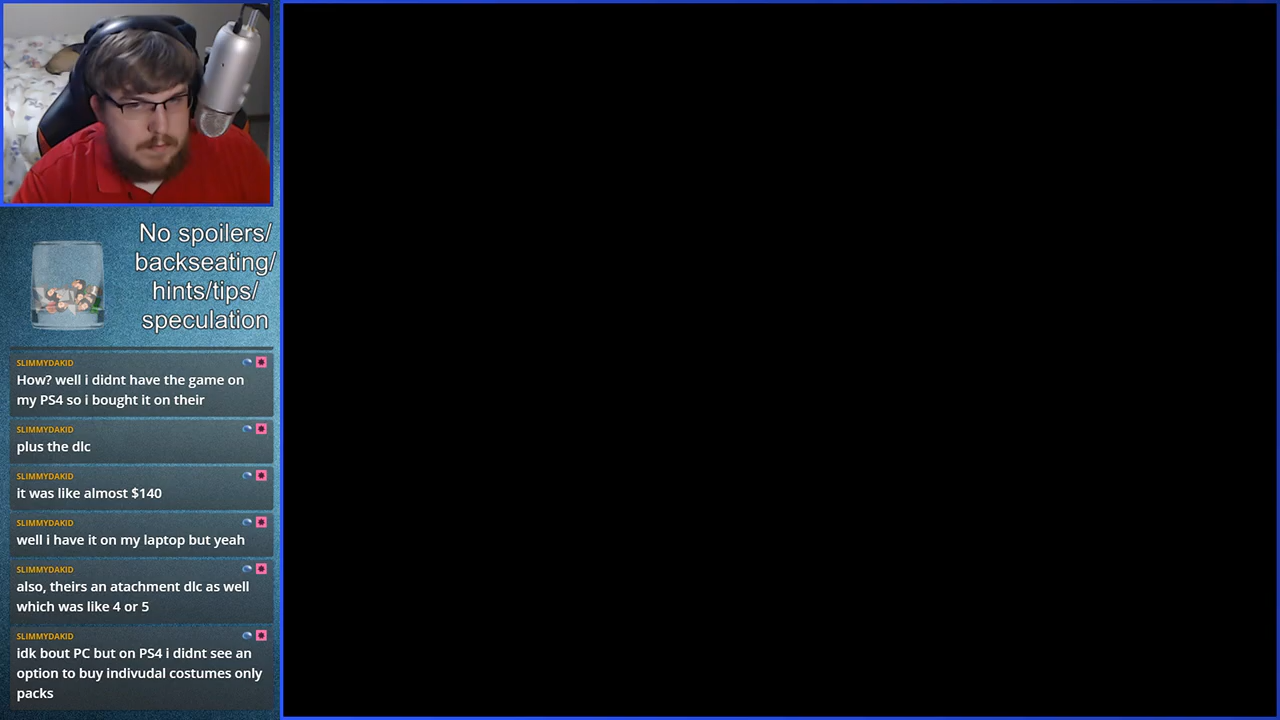 No spoilers/
backseating/
hints/tips/
speculation
SLIMMYDAKID
How? well i didnt have the game on
my PS4 so i bought it on their
SLIMMYDAKID
plus the dlc
SLIMMYDAKID
it was like almost $140
SLIMMYDAKID
well i have it on my laptop but yeah
SLIMMYDAKID
also, theirs an atachment dlc as well
which was like 4 or 5
SLIMMYDAKID
idk bout PC but on PS4 i didnt see an
option to buy indivudal costumes only
packs